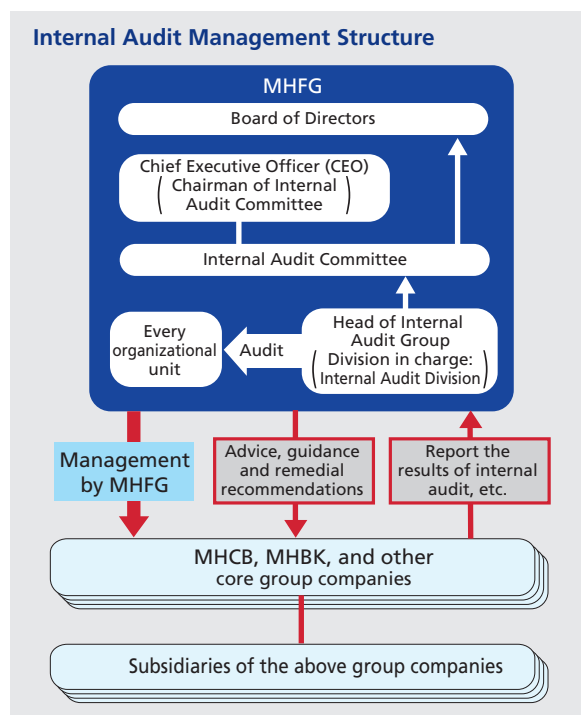 Internal Audit Management Structure
MHFG
Board of Directors
Chief Executive Officer (CEO)
(Chairman of Internal
Audit Committee)
Internal Audit Committee
Every
organizational
unit
Audit
Head of Internal
Audit Group
(Division in charge:
Internal Audit Division)
Management
by MHFG
Advice, guidance
and remedial
recommendations
Report the
results of internal
audit, etc.
MHCB, MHBK, and other
core group companies
Subsidiaries of the above group companies